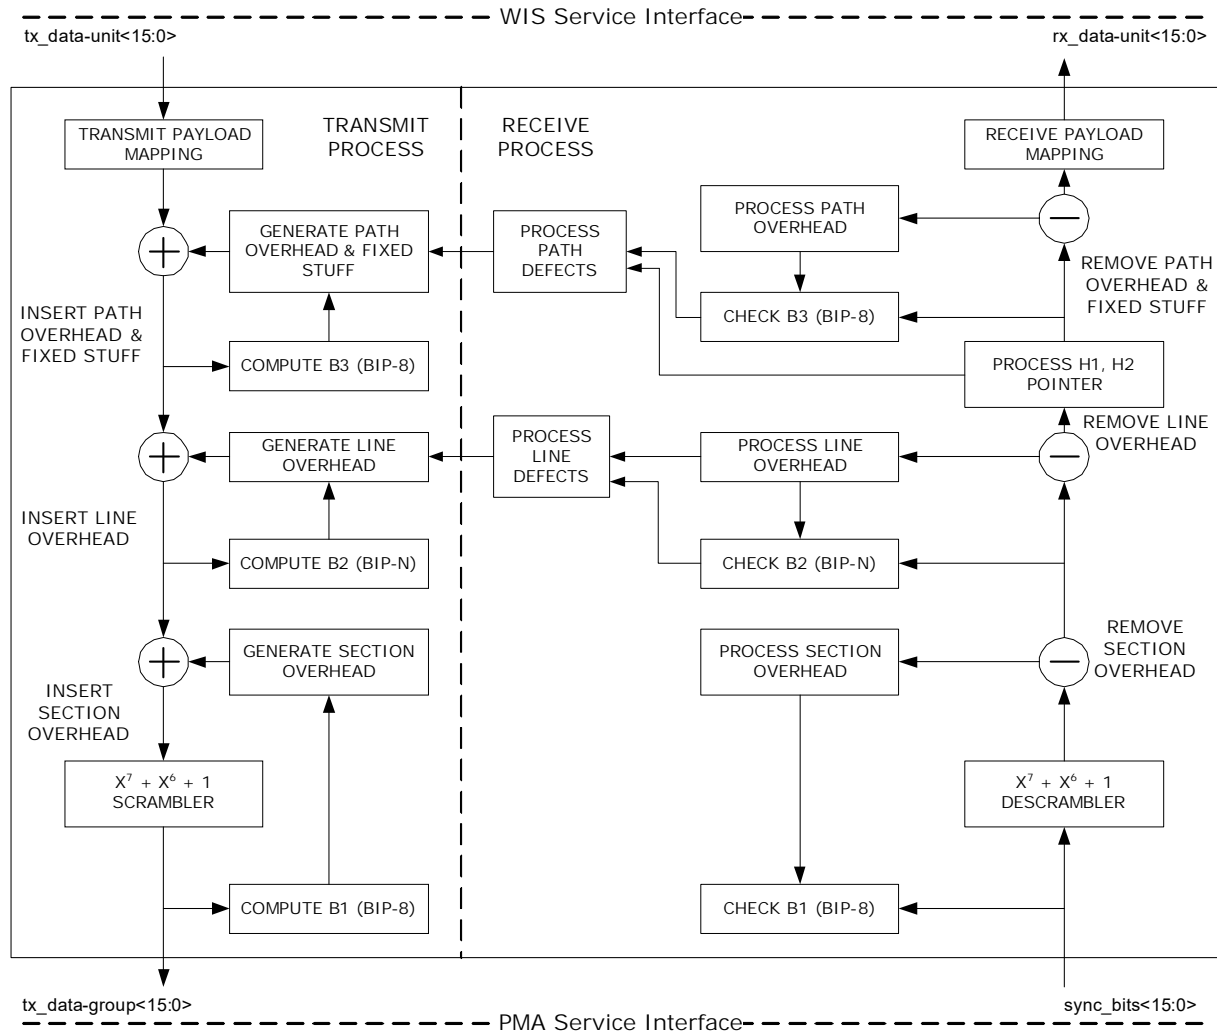 WIS Service Interface
tx_data-unit<15:0>
rx_data-unit<15:0>
TRANSMIT PAYLOAD
MAPPING
TRANSMIT
PROCESS
RECEIVE
PROCESS
RECEIVE PAYLOAD
MAPPING
GENERATE PATH
OVERHEAD & FIXED
STUFF
PROCESS
PATH
DEFECTS
PROCESS PATH
OVERHEAD
REMOVE PATH
OVERHEAD &
FIXED STUFF
INSERT PATH
OVERHEAD &
FIXED STUFF
COMPUTE B3 (BIP-8)
CHECK B3 (BIP-8)
PROCESS H1, H2
POINTER
GENERATE LINE
OVERHEAD
PROCESS
LINE
DEFECTS
PROCESS LINE
OVERHEAD
REMOVE LINE
OVERHEAD
INSERT LINE
OVERHEAD
COMPUTE B2 (BIP-N)
CHECK B2 (BIP-N)
GENERATE SECTION
OVERHEAD
PROCESS SECTION
OVERHEAD
REMOVE
SECTION
OVERHEAD
INSERT
SECTION
OVERHEAD
X⁷ + X⁶ + 1
SCRAMBLER
X⁷ + X⁶ + 1
DESCRAMBLER
COMPUTE B1 (BIP-8)
CHECK B1 (BIP-8)
tx_data-group<15:0>
sync_bits<15:0>
PMA Service Interface